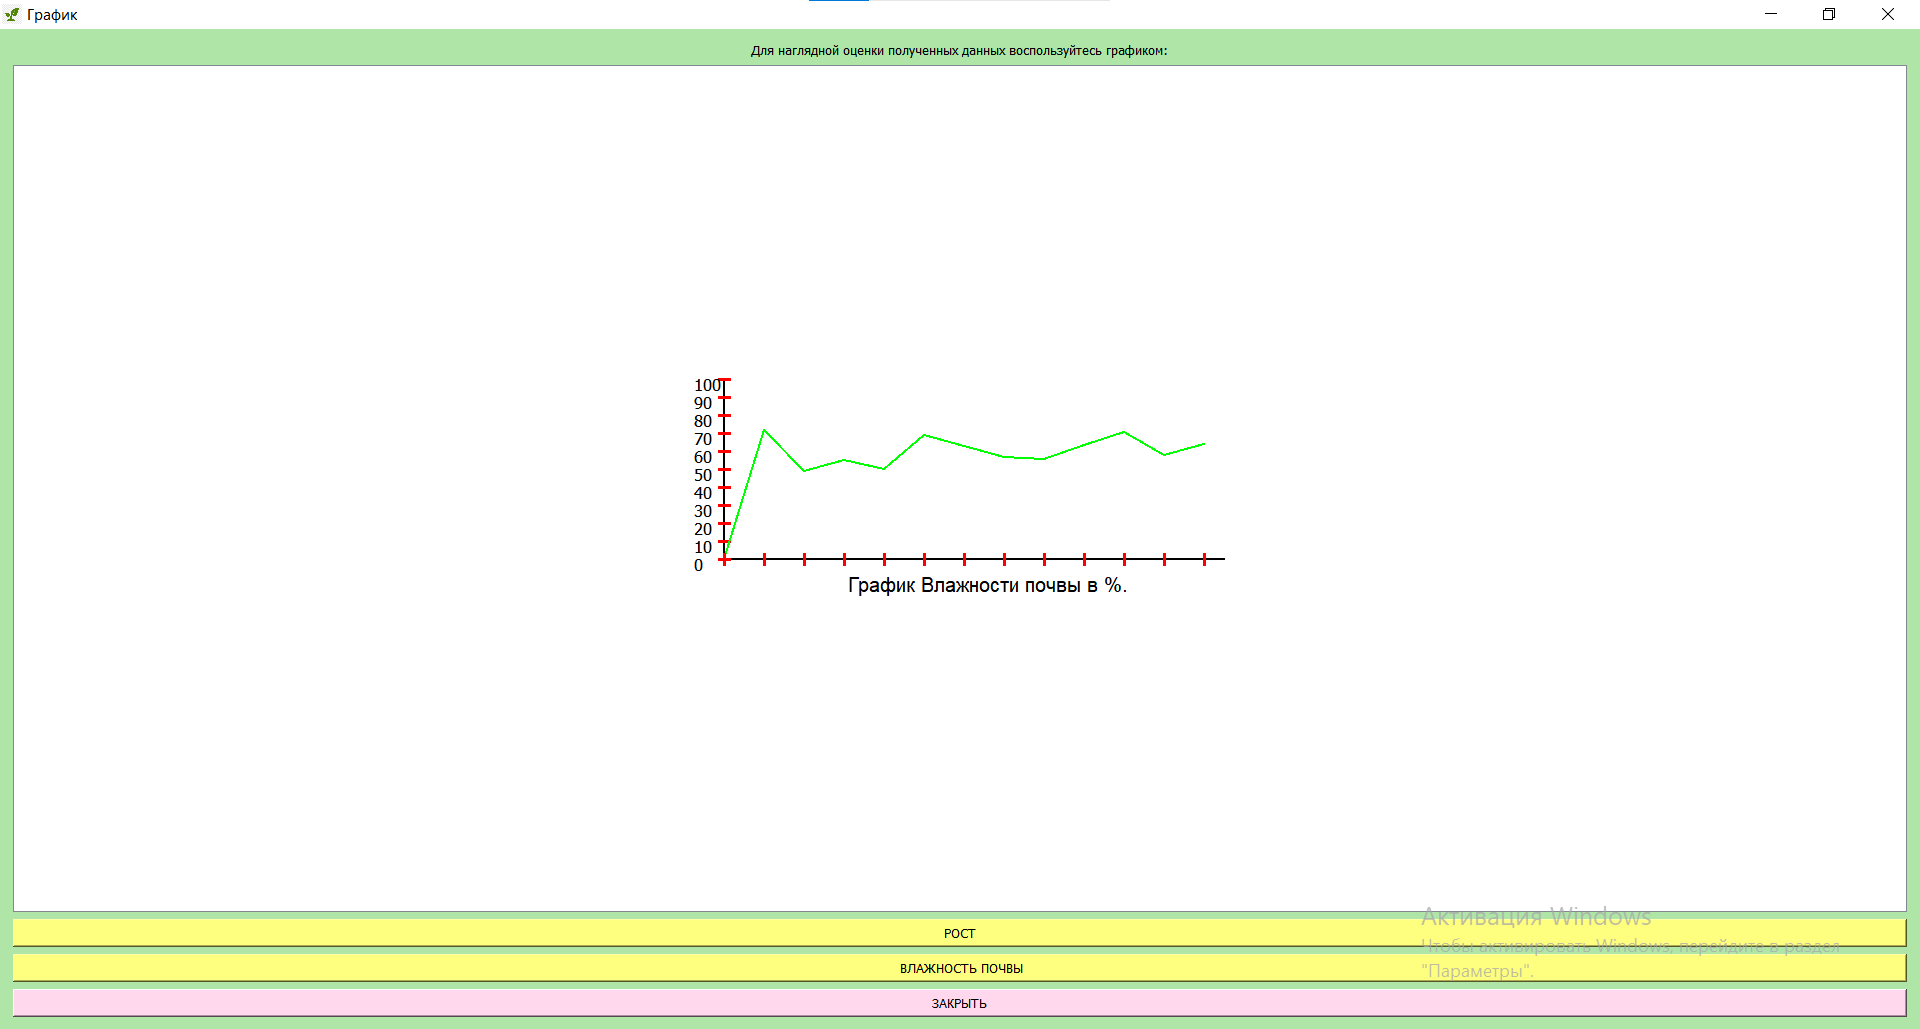 График
Для наглядной оценки полученных данных воспользуйтесь графиком:
100
90
80
70
60
50
40
30
20
10
0
График Влажности почвы в %.
РОСТ
ВЛАЖНОСТЬ ПОЧВЫ
ЗАКРЫТЬ
Активация Windows
Чтобы активировать Windows, перейдите в раздел
"Параметры".